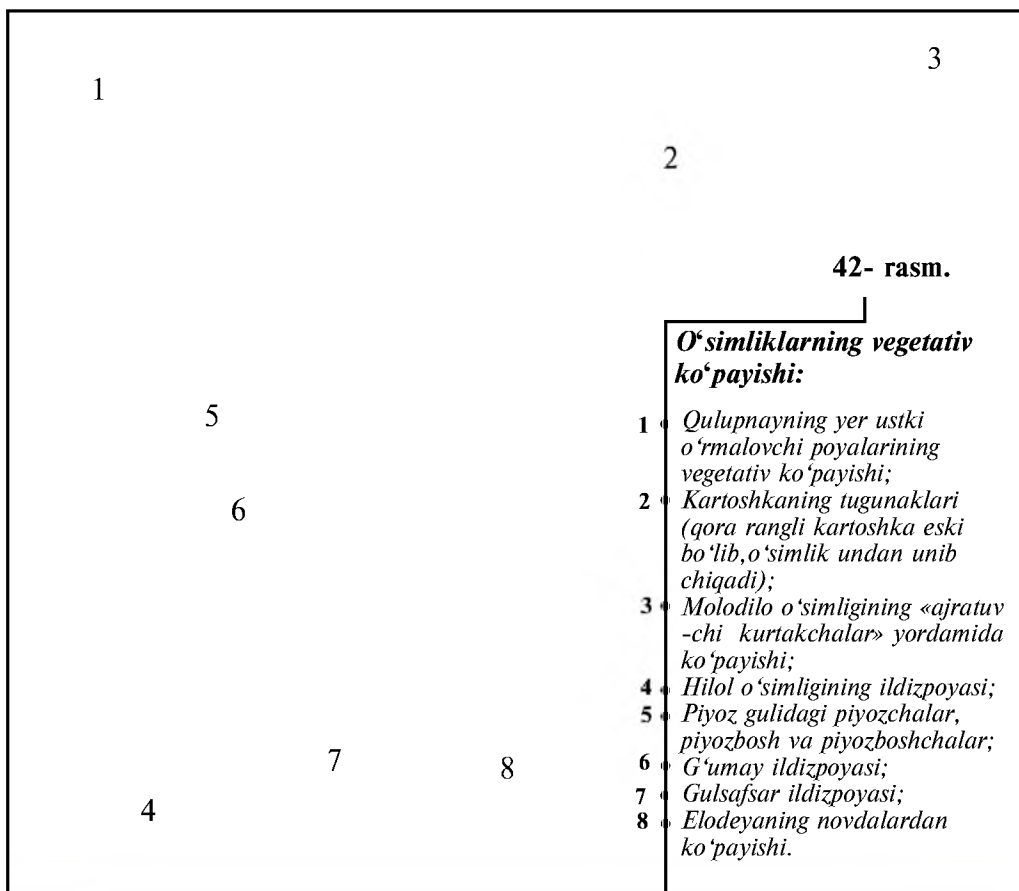 1
3
2
42- rasm.
O‘simliklarning vegetativ
ko‘payishi:
5
6
7
8
4
1 Qulupnayning yer ustki
o‘rmalovchi poyalarining
vegetativ ko‘payishi;
2 Kartoshkaning tugunaklari
(qora rangli kartoshka eski
bo‘lib,o‘simlik undan unib
chiqadi);
3 Molodilo o‘simligining «ajratuv
-chi kurtakchalar» yordamida
ko‘payishi;
4 Hilol o‘simligining ildizpoyasi;
5 Piyoz gulidagi piyozchalar,
piyozbosh va piyozboshchalar;
6 G‘umay ildizpoyasi;
7 Gulsafsar ildizpoyasi;
8 Elodeyaning novdalardan
ko‘payishi.